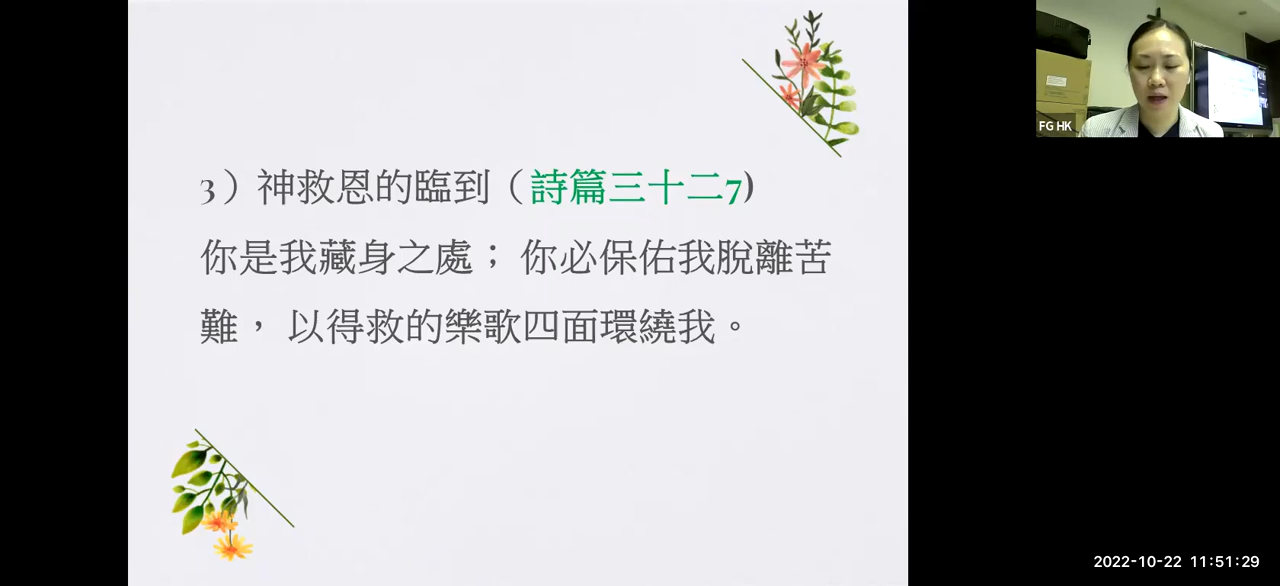 3）神救恩的臨到（詩篇三十二7)
你是我藏身之處； 你必保佑我脫離苦
難， 以得救的樂歌四面環繞我。
FG HK
2022-10-22 11:51:29